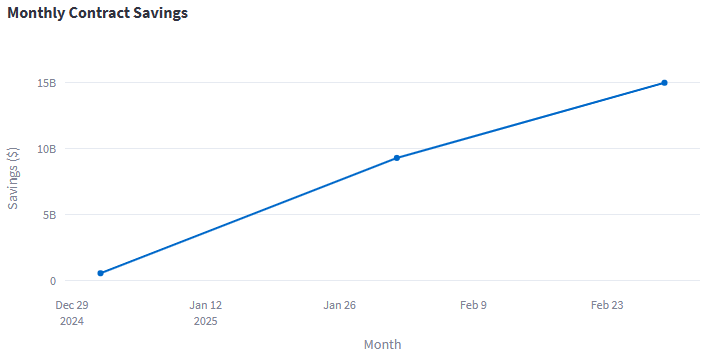 Monthly Contract Savings
15B
10B
5B
0
Savings ($)
Dec 29 Jan 12 Jan 26 Feb 9 Feb 23
2024 2025
Month